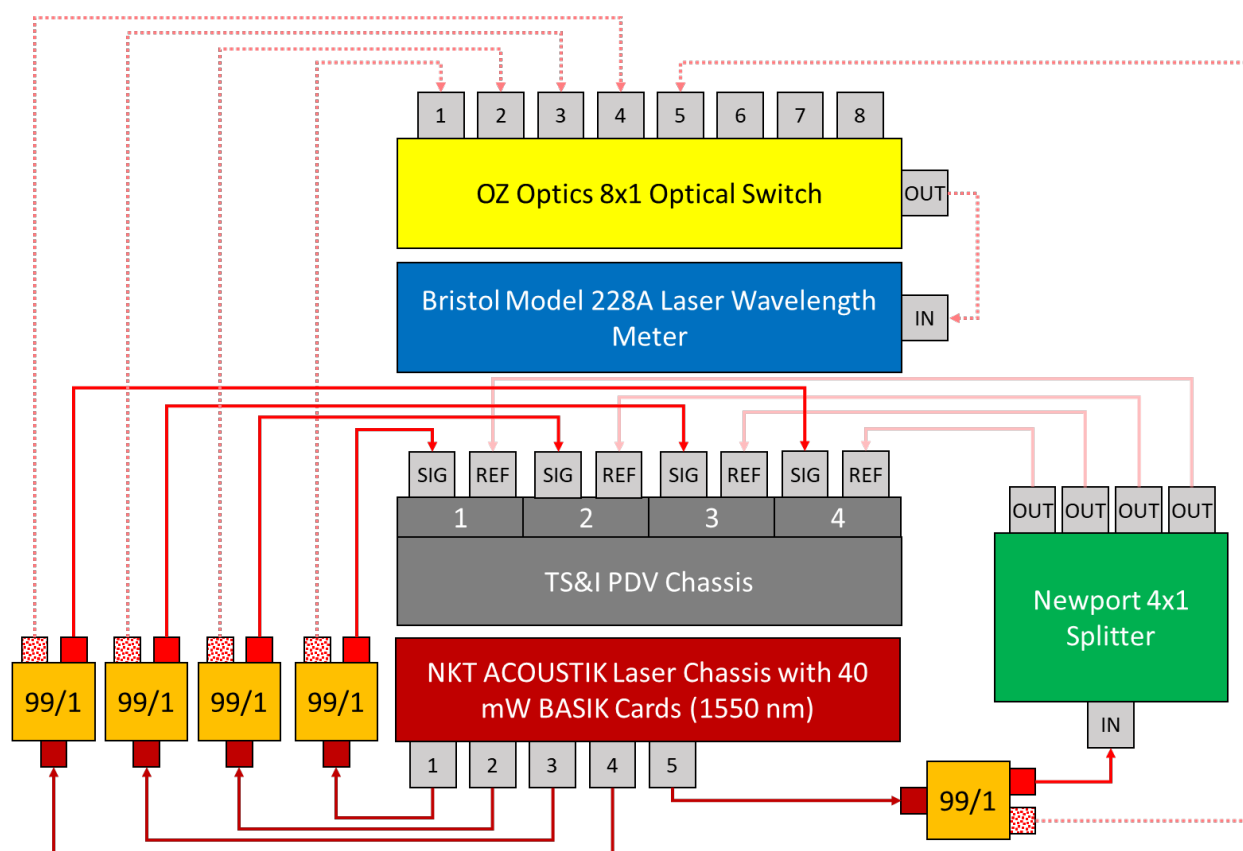 1 2 3 4 5 6 7 8
OZ Optics 8x1 Optical Switch
OUT
Bristol Model 228A Laser Wavelength
Meter
IN
SIG REF SIG REF SIG REF SIG REF
1 2 3 4
TS&I PDV Chassis
OUT OUT OUT OUT
Newport 4x1
Splitter
IN
99/1 99/1 99/1 99/1
NKT ACOUSTIK Laser Chassis with 40
mW BASIK Cards (1550 nm)
1 2 3 4 5
99/1